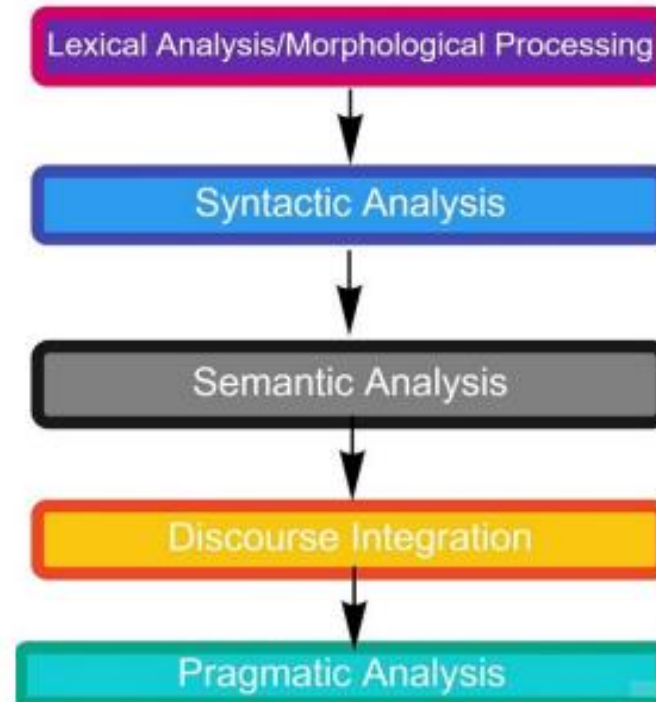 Lexical Analysis/Morphological Processing
Syntactic Analysis
Semantic Analysis
Discourse Integration
Pragmatic Analysis